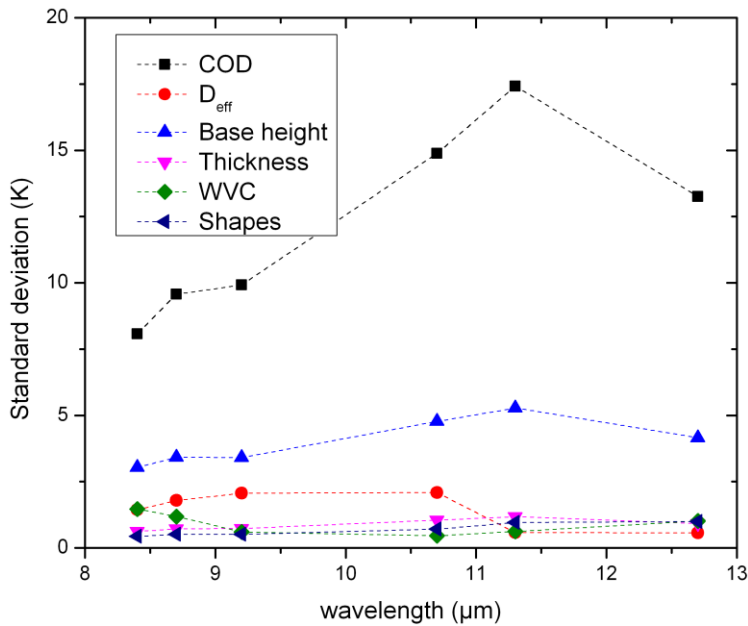 20
15
10
5
0
Standard deviation (K)
COD
D_eff
Base height
Thickness
WVC
Shapes
8 9 10 11 12 13
wavelength (μm)